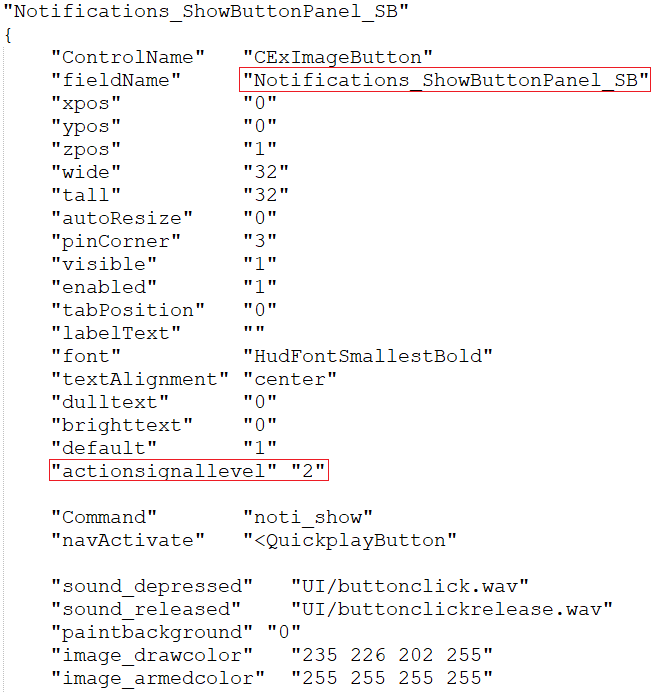 "Notifications_ShowButtonPanel_SB"
{
"ControlName" "CExImageButton"
"fieldName" "Notifications_ShowButtonPanel_SB"
"xpos" "0"
"ypos" "0"
"zpos" "1"
"wide" "32"
"tall" "32"
"autoResize" "0"
"pinCorner" "3"
"visible" "1"
"enabled" "1"
"tabPosition" "0"
"labelText" ""
"font" "HudFontSmallestBold"
"textAlignment" "center"
"dulltext" "0"
"brighttext" "0"
"default" "1"
"actionsignallevel" "2"
"Command" "noti_show"
"navActivate" "<QuickplayButton"
"sound_depressed" "UI/buttonclick.wav"
"sound_released" "UI/buttonclickrelease.wav"
"paintbackground" "0"
"image_drawcolor" "235 226 202 255"
"image_armedcolor" "255 255 255 255"